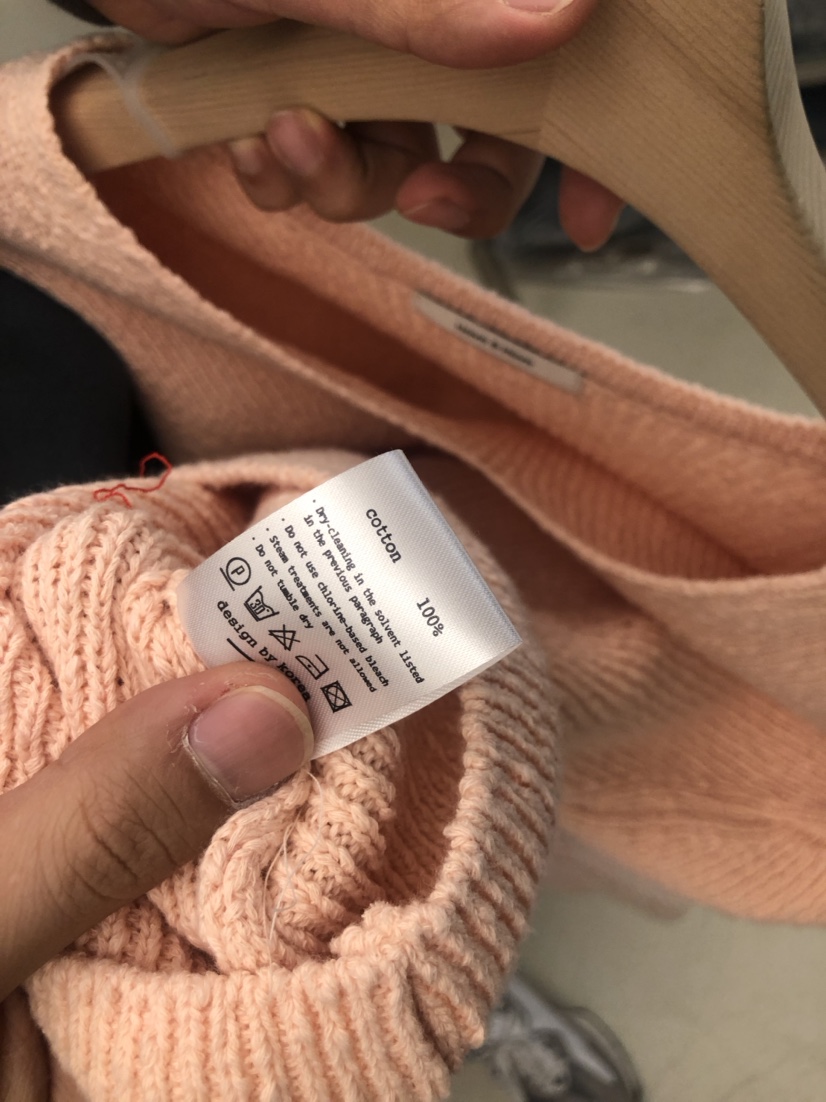 cotton 100%
· Dry-cleaning in the solvent listed
in the previous paragraph
· Do not use chlorine-based bleach
· Steam treatments are not allowed
· Do not tumble dry
P
30
design by korea